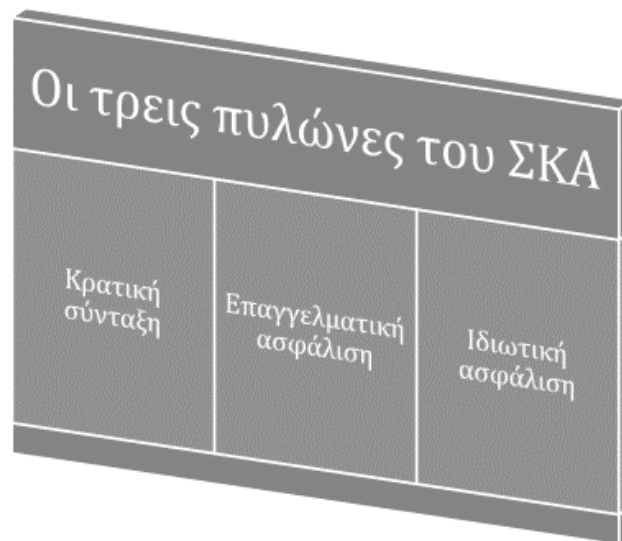 Οι τρεις πυλώνες του ΣΚΑ
Κρατική
σύνταξη
Επαγγελματική
ασφάλιση
Ιδιωτική
ασφάλιση